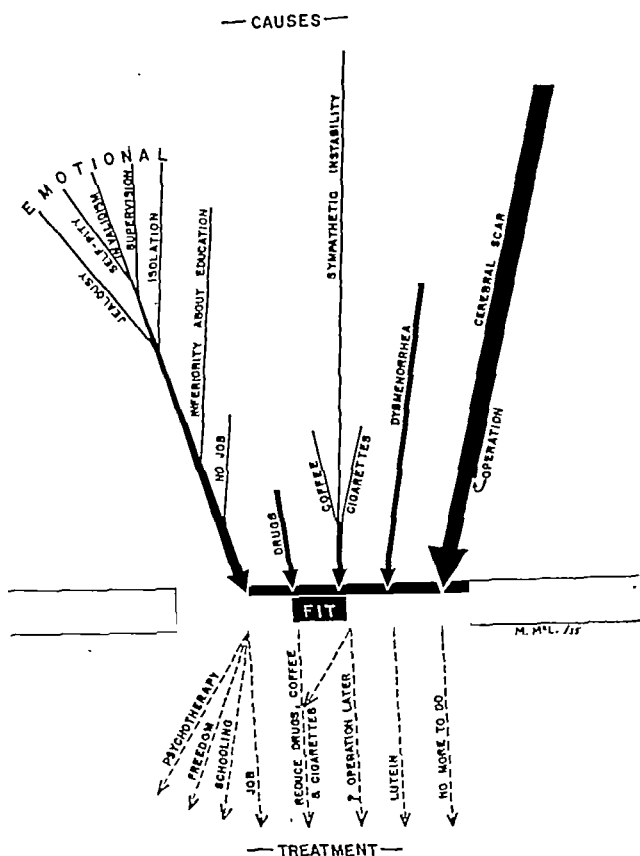 — CAUSES —
EMOTIONAL
JEALOUSY
SELF-PITY
INVALIDISM
SUPERVISION
ISOLATION
INFERIORITY ABOUT EDUCATION
NO JOB
DRUGS
COFFEE
SYMPATHETIC INSTABILITY
CIGARETTES
DYSMENORRHEA
CEREBRAL SCAR
OPERATION
FIT
M. McL. /35
PSYCHOTHERAPY
FREEDOM
SCHOOLING
JOB
REDUCE DRUGS, COFFEE
& CIGARETTES
? OPERATION LATER
LUTEIN
NO MORE TO DO
— TREATMENT —